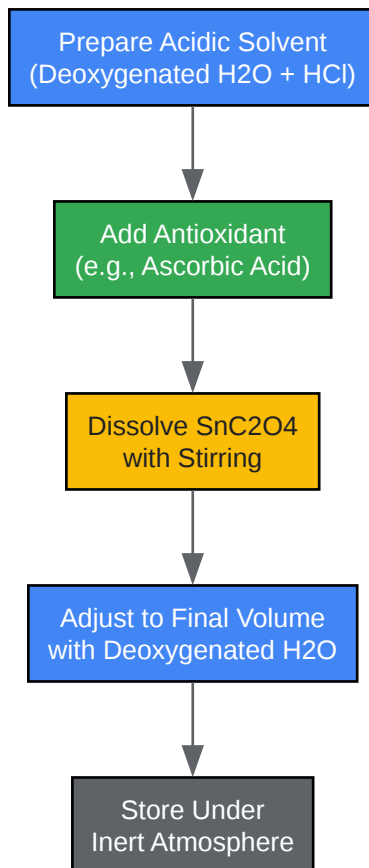 Prepare Acidic Solvent
(Deoxygenated H2O + HCl)
Add Antioxidant
(e.g., Ascorbic Acid)
Dissolve SnC2O4
with Stirring
Adjust to Final Volume
with Deoxygenated H2O
Store Under
Inert Atmosphere